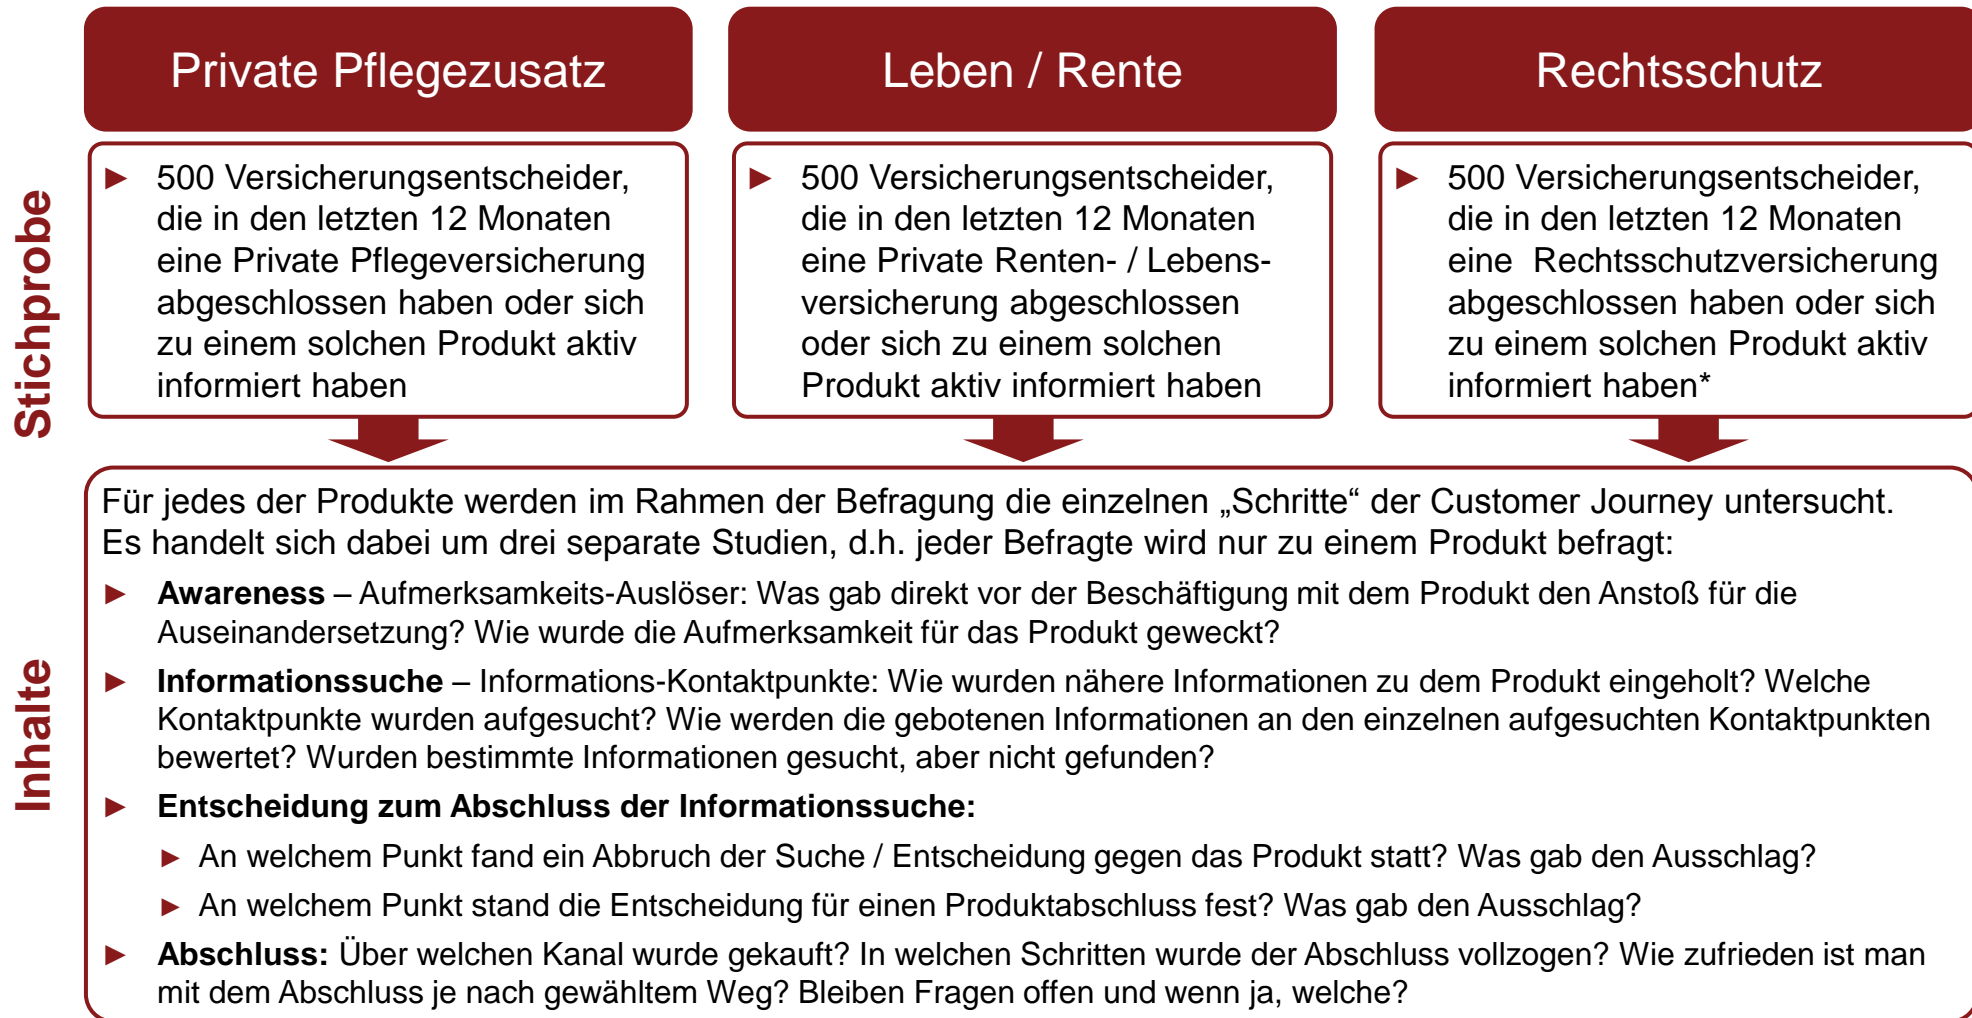 Private Pflegezusatz
Leben / Rente
Rechtsschutz
Stichprobe
► 500 Versicherungsentscheider,
die in den letzten 12 Monaten
eine Private Pflegeversicherung
abgeschlossen haben oder sich
zu einem solchen Produkt aktiv
informiert haben
► 500 Versicherungsentscheider,
die in den letzten 12 Monaten
eine Private Renten- / Lebens-
versicherung abgeschlossen
oder sich zu einem solchen
Produkt aktiv informiert haben
► 500 Versicherungsentscheider,
die in den letzten 12 Monaten
eine Rechtsschutzversicherung
abgeschlossen haben oder sich
zu einem solchen Produkt aktiv
informiert haben*
Inhalte
Für jedes der Produkte werden im Rahmen der Befragung die einzelnen „Schritte“ der Customer Journey untersucht.
Es handelt sich dabei um drei separate Studien, d.h. jeder Befragte wird nur zu einem Produkt befragt:
► Awareness – Aufmerksamkeits-Auslöser: Was gab direkt vor der Beschäftigung mit dem Produkt den Anstoß für die
Auseinandersetzung? Wie wurde die Aufmerksamkeit für das Produkt geweckt?
► Informationssuche – Informations-Kontaktpunkte: Wie wurden nähere Informationen zu dem Produkt eingeholt? Welche
Kontaktpunkte wurden aufgesucht? Wie werden die gebotenen Informationen an den einzelnen aufgesuchten Kontaktpunkten
bewertet? Wurden bestimmte Informationen gesucht, aber nicht gefunden?
► Entscheidung zum Abschluss der Informationssuche:
► An welchem Punkt fand ein Abbruch der Suche / Entscheidung gegen das Produkt statt? Was gab den Ausschlag?
► An welchem Punkt stand die Entscheidung für einen Produktabschluss fest? Was gab den Ausschlag?
► Abschluss: Über welchen Kanal wurde gekauft? In welchen Schritten wurde der Abschluss vollzogen? Wie zufrieden ist man
mit dem Abschluss je nach gewähltem Weg? Bleiben Fragen offen und wenn ja, welche?